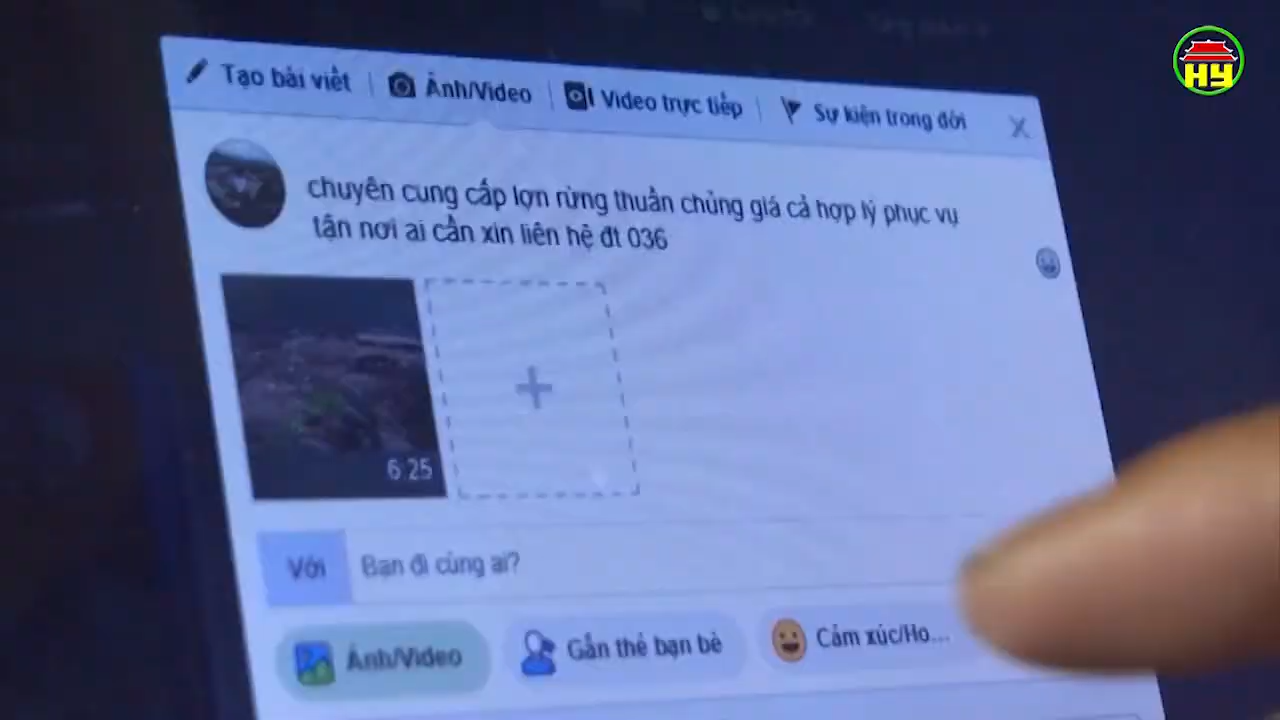 HY
Tạo bài viết
Ảnh/Video
Video trực tiếp
Sự kiện trong đời
chuyên cung cấp lợn rừng thuần chủng giá cả hợp lý phục vụ
tận nơi ai cần xin liên hệ đt 036
6:25
Với
Bạn đi cùng ai?
Ảnh/Video
Gắn thẻ bạn bè
Cảm xúc/Ho...